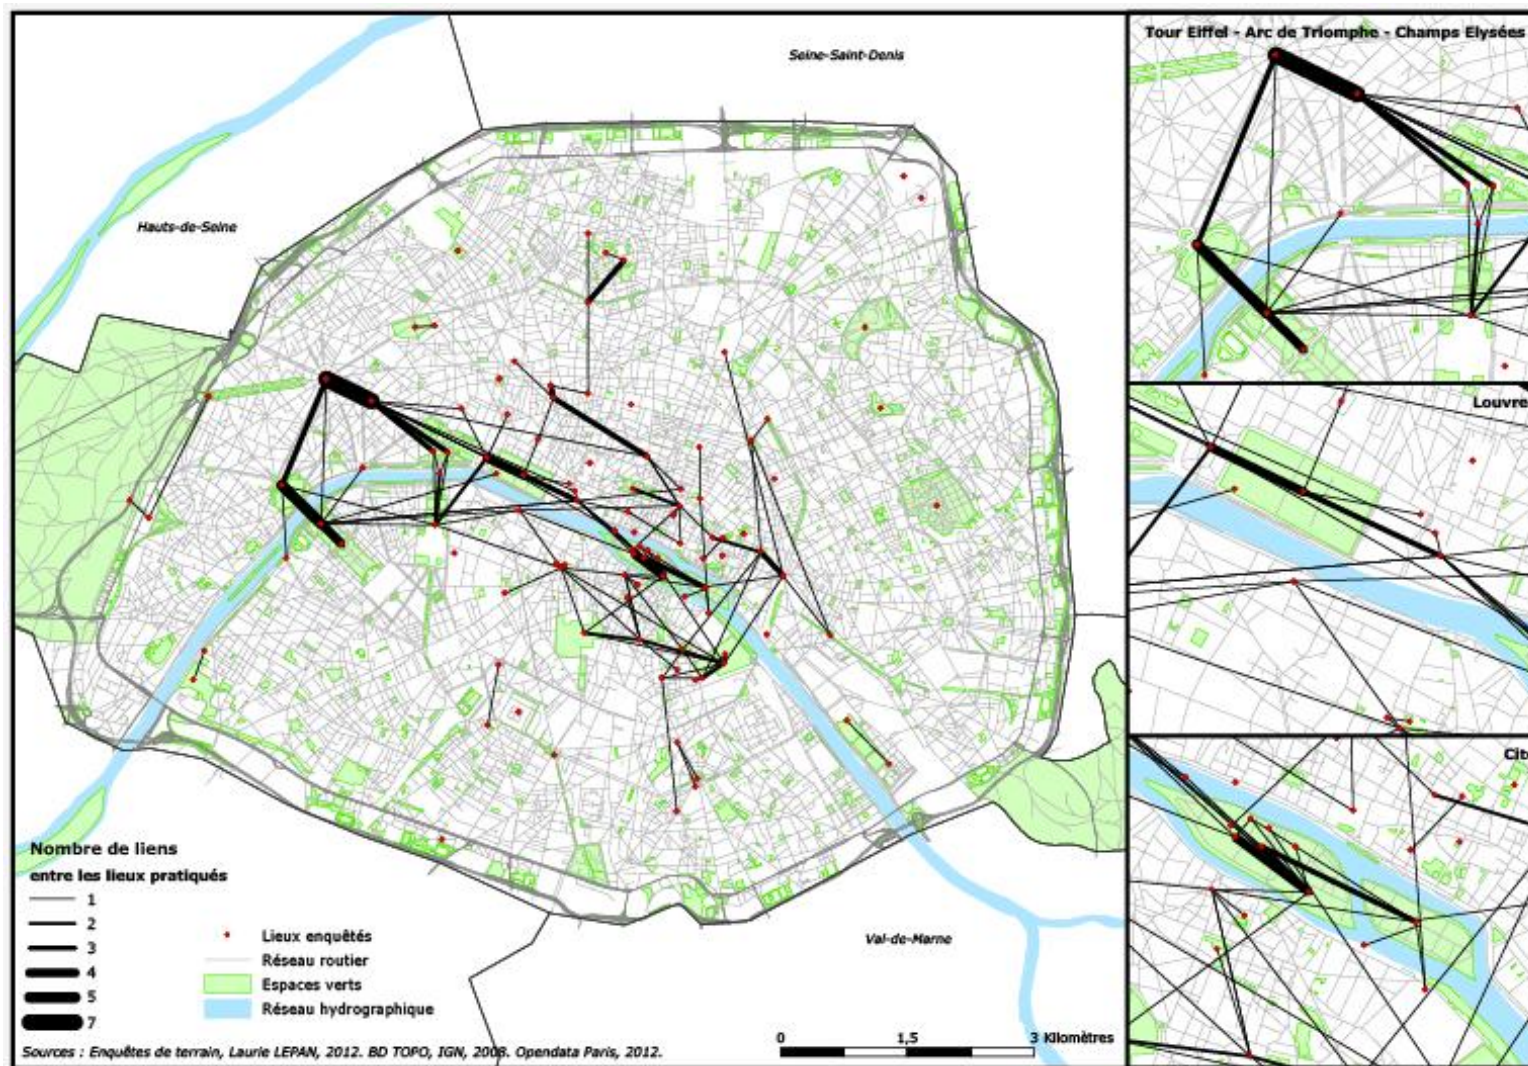 Seine-Saint-Denis
Hauts-de-Seine
Val-de-Marne
Tour Eiffel - Arc de Triomphe - Champs Elysées
Louvre
Cit
Nombre de liens
entre les lieux pratiqués
1
2
3
4
5
7
Lieux enquêtés
Réseau routier
Espaces verts
Réseau hydrographique
0 1,5 3 Kilomètres
Sources : Enquêtes de terrain, Laurie LEPAN, 2012. BD TOPO, IGN, 2008. Opendata Paris, 2012.